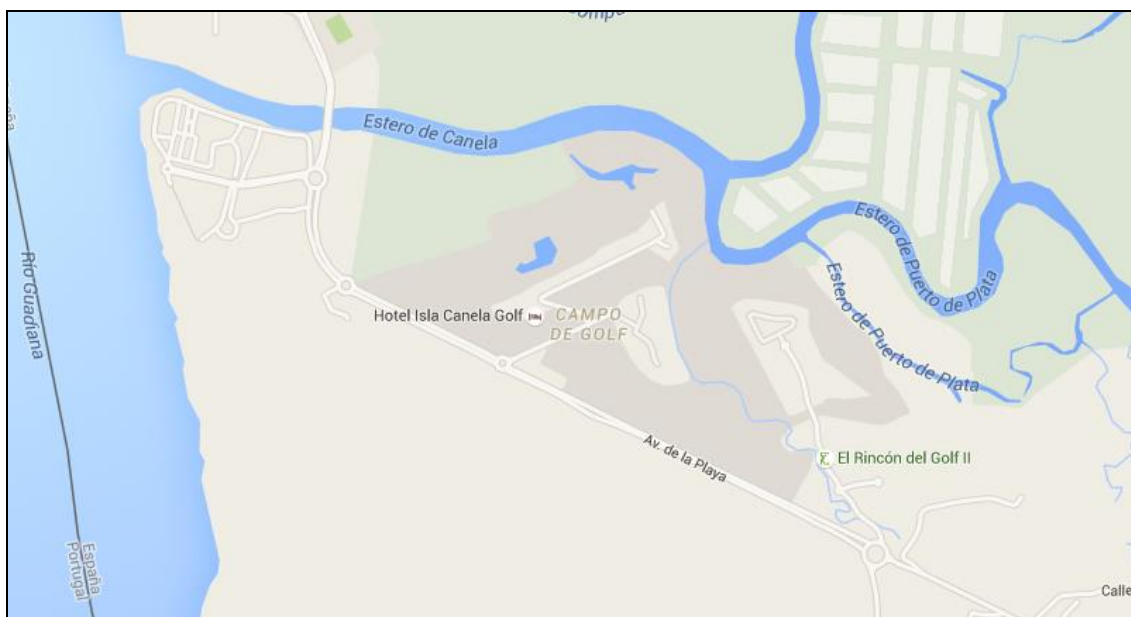 Estero de Canela
Estero de Puerto de Plata
Estero de Puerto de Plata
Río Guadiana
Hotel Isla Canela Golf
CAMPO
DE GOLF
Av. de la Playa
El Rincón del Golf II
España
Portugal
Calle